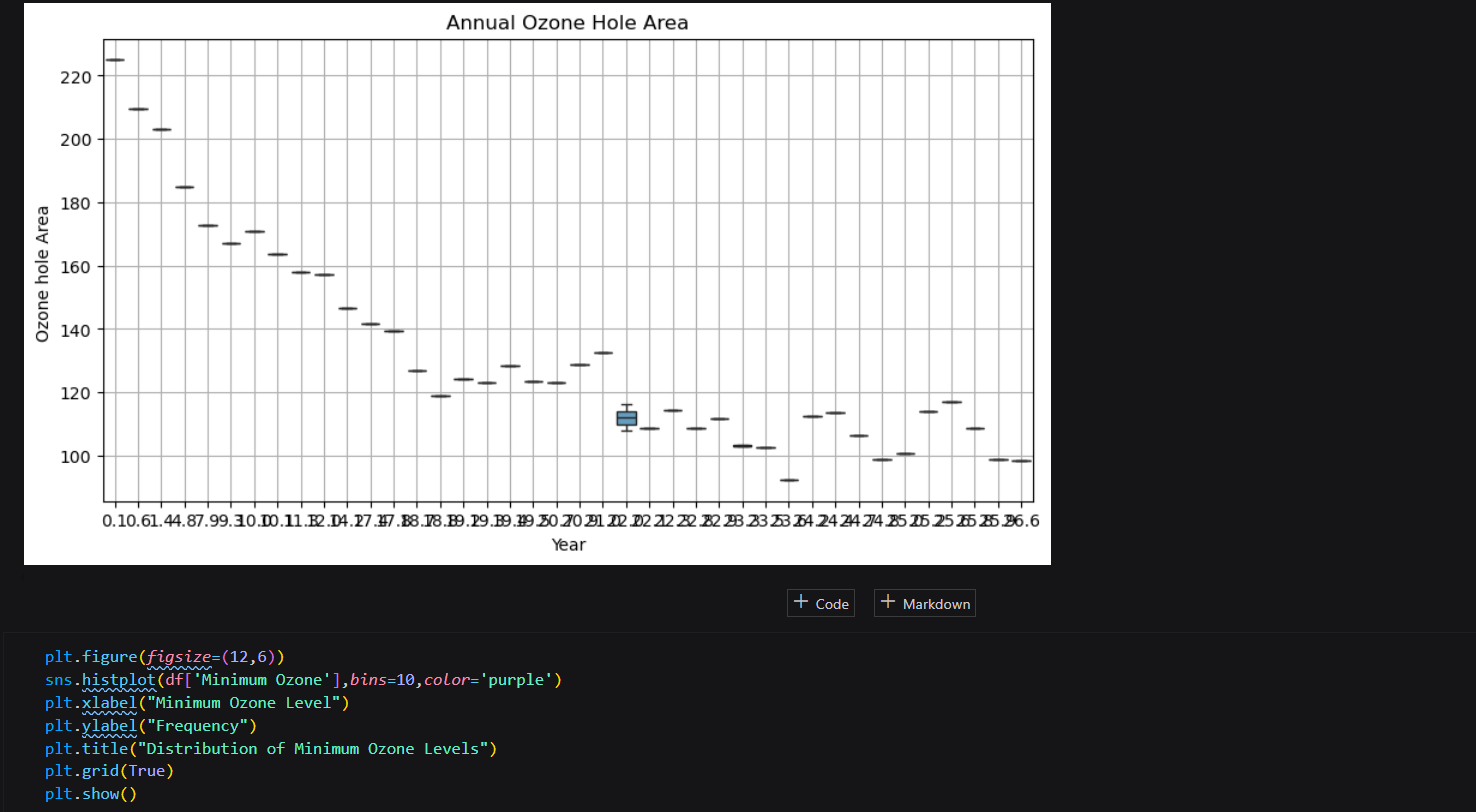 Annual Ozone Hole Area
220
200
180
160
140
120
100
Ozone hole Area
Year
+ Code + Markdown
plt.figure(figsize=(12,6))
sns.histplot(df['Minimum Ozone'],bins=10,color='purple')
plt.xlabel("Minimum Ozone Level")
plt.ylabel("Frequency")
plt.title("Distribution of Minimum Ozone Levels")
plt.grid(True)
plt.show()